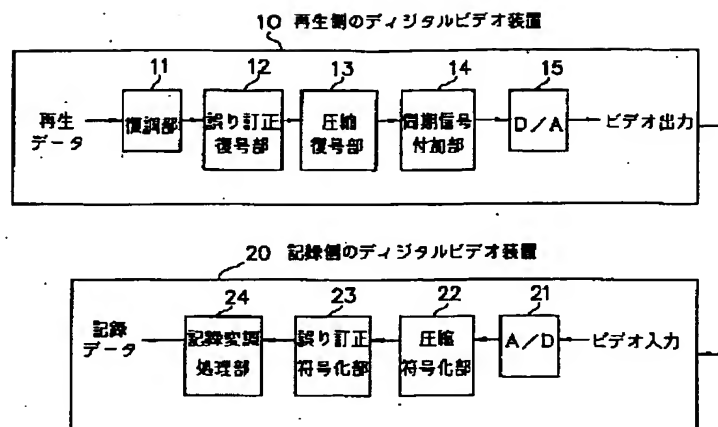 10 再生側のディジタルビデオ装置
11 12 13 14 15
再生
データ
復調部
誤り訂正
復号部
圧縮
復号部
同期信号
付加部
D/A
ビデオ出力
20 記録側のディジタルビデオ装置
24 23 22 21
記録
データ
記録変調
処理部
誤り訂正
符号化部
圧縮
符号化部
A/D
ビデオ入力